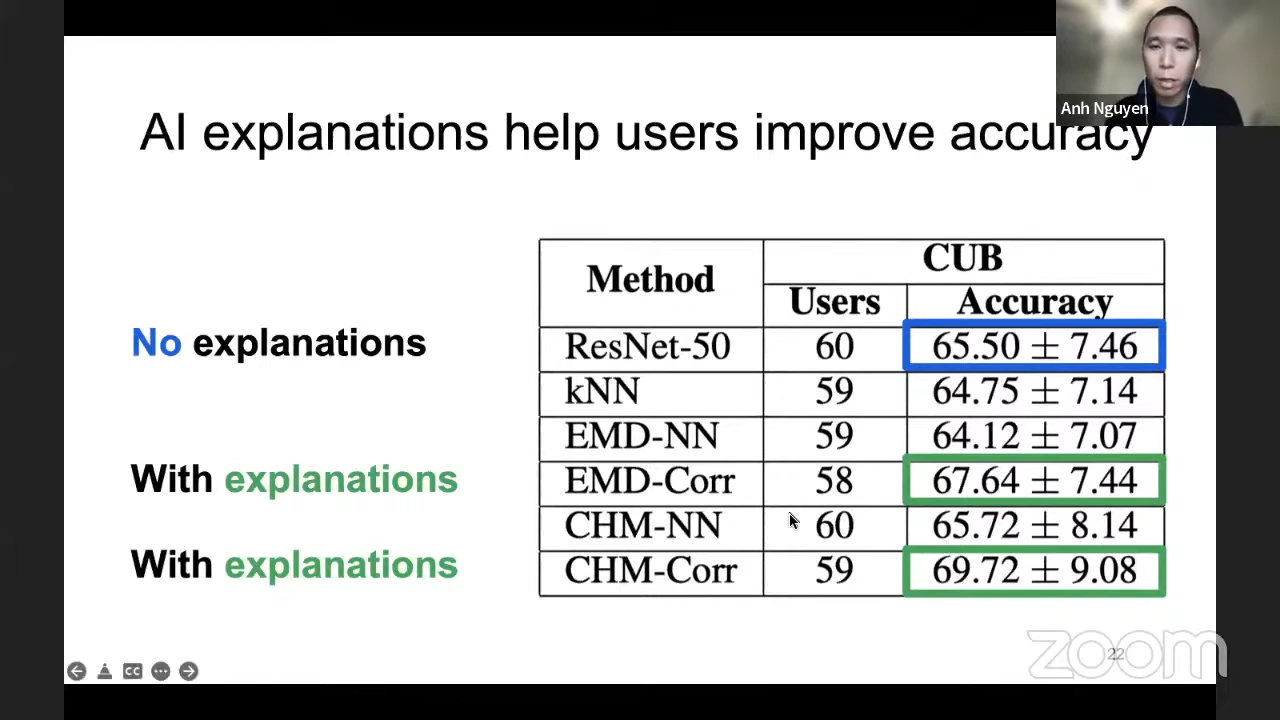 Anh Nguyen
AI explanations help users improve accuracy
Method
CUB
Users
Accuracy
No explanations
ResNet-50 60 65.50 ± 7.46
kNN 59 64.75 ± 7.14
EMD-NN 59 64.12 ± 7.07
With explanations
EMD-Corr 58 67.64 ± 7.44
CHM-NN 60 65.72 ± 8.14
With explanations
CHM-Corr 59 69.72 ± 9.08
zoom
22
CC